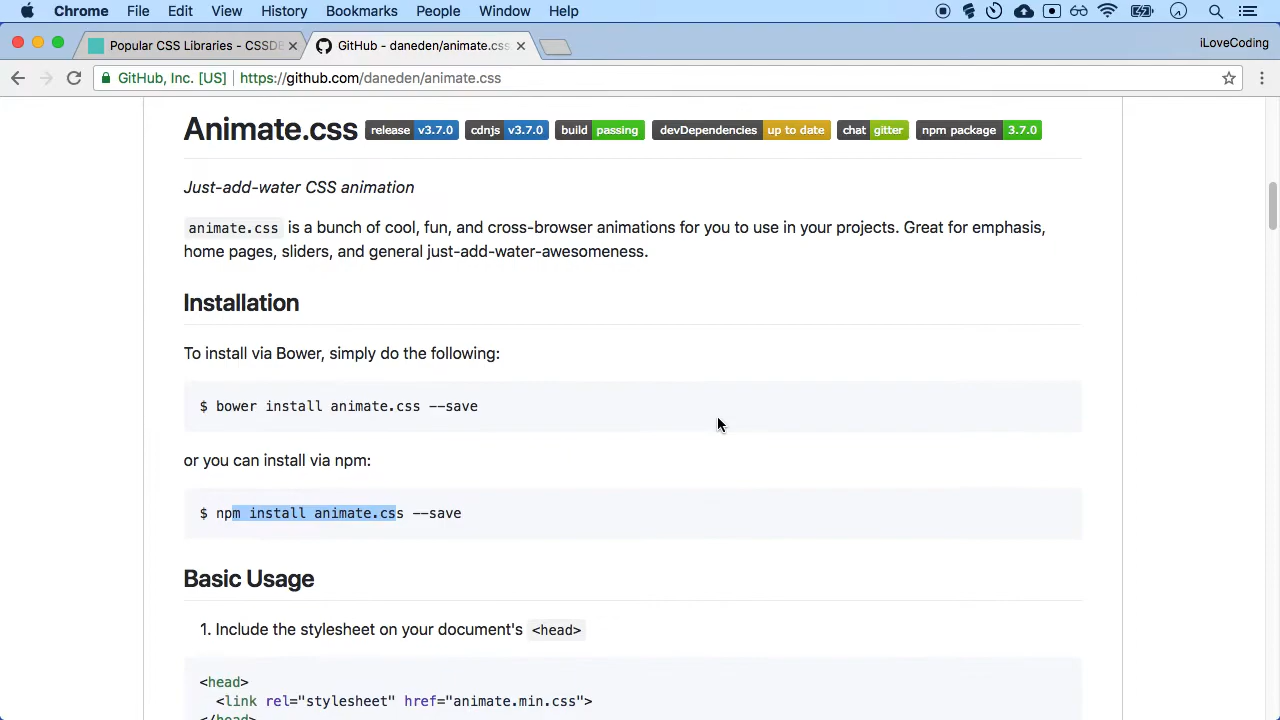 Chrome File Edit View History Bookmarks People Window Help
Popular CSS Libraries - CSSDB GitHub - daneden/animate.css: iLoveCoding
GitHub, Inc. [US] https://github.com/daneden/animate.css
Animate.css release v3.7.0 cdnjs v3.7.0 build passing devDependencies up to date chat gitter npm package 3.7.0
Just-add-water CSS animation
animate.css is a bunch of cool, fun, and cross-browser animations for you to use in your projects. Great for emphasis,
home pages, sliders, and general just-add-water-awesomeness.
Installation
To install via Bower, simply do the following:
$ bower install animate.css --save
or you can install via npm:
$ npm install animate.css --save
Basic Usage
1. Include the stylesheet on your document's <head>
<head>
<link rel="stylesheet" href="animate.min.css">
</head>